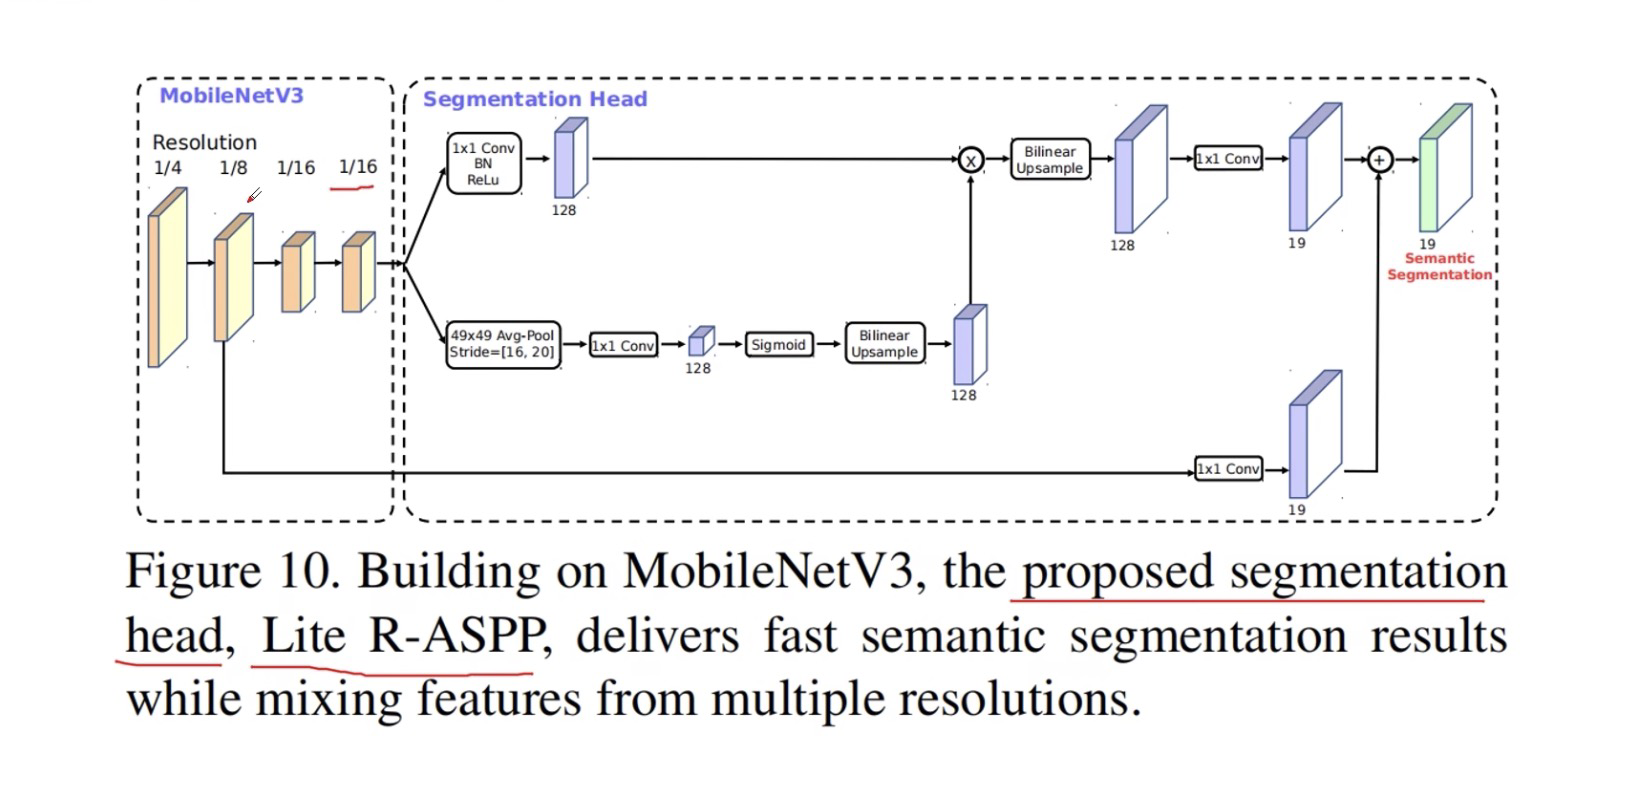 MobileNetV3
Segmentation Head
Resolution
1/4 1/8 1/16 1/16
1x1 Conv
BN
ReLu
128
X
Bilinear
Upsample
128
1x1 Conv
19
+
19
Semantic
Segmentation
49x49 Avg-Pool
Stride=[16, 20]
1x1 Conv
128
Sigmoid
Bilinear
Upsample
128
1x1 Conv
19
Figure 10. Building on MobileNetV3, the proposed segmentation
head, Lite R-ASPP, delivers fast semantic segmentation results
while mixing features from multiple resolutions.